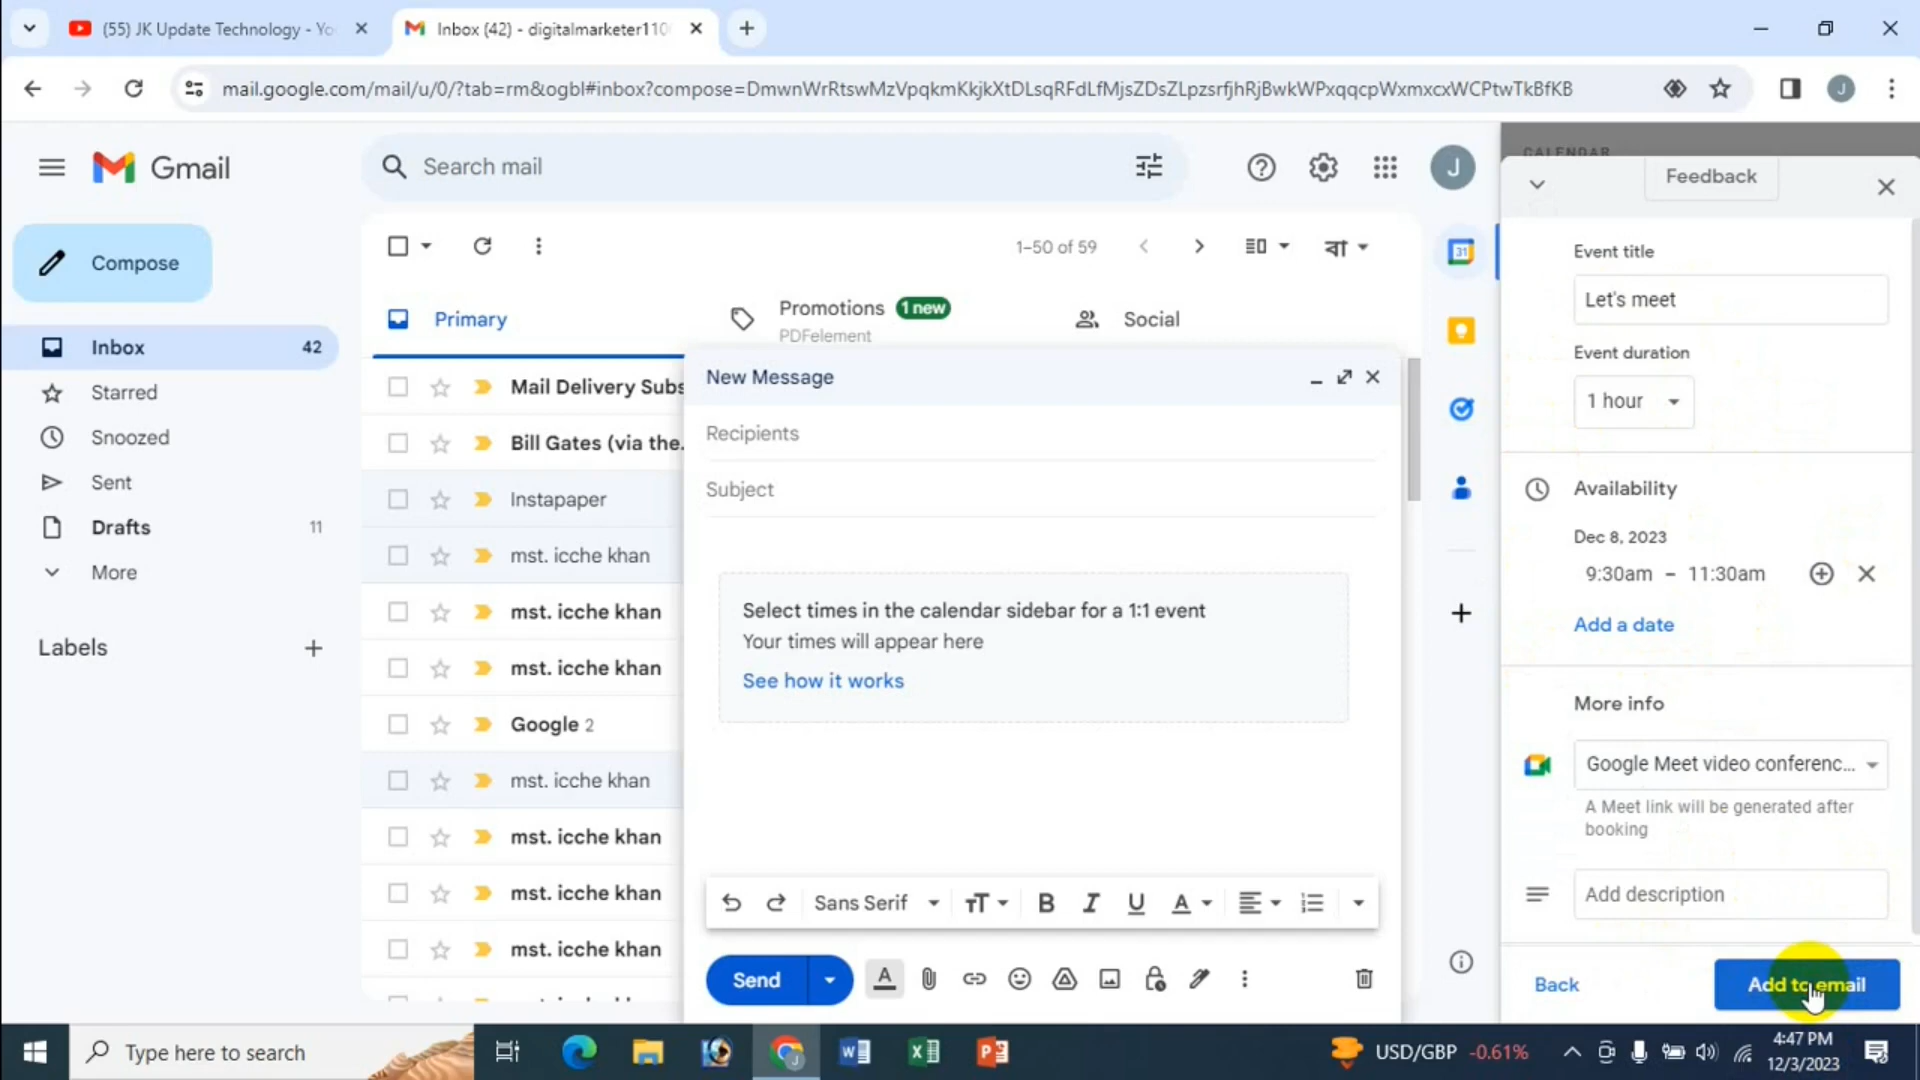 (55) JK Update Technology - Yo
Inbox (42) - digitalmarketer110
mail.google.com/mail/u/0/?tab=rm&ogbl#inbox?compose=DmwnWrRtswMzVpqkmKkjkXtDLsqRFdLfMjsZDsZLpzsrfjhRjBwkWPxqqcpWxmxcxWCPtwTkBfKB
J
Gmail
Search mail
J
CALENDAR
Feedback
Compose
1–50 of 59
বা
31
Event title
Let's meet
Primary
Promotions 1 new
PDFelement
Social
Inbox 42
Starred
Snoozed
Sent
Drafts 11
More
Labels
Mail Delivery Subs
Bill Gates (via the.
Instapaper
mst. icche khan
mst. icche khan
mst. icche khan
Google 2
mst. icche khan
mst. icche khan
mst. icche khan
mst. icche khan
New Message
Recipients
Subject
Select times in the calendar sidebar for a 1:1 event
Your times will appear here
See how it works
Sans Serif
Send
Event duration
1 hour
Availability
Dec 8, 2023
9:30am – 11:30am
Add a date
More info
Google Meet video conferenc...
A Meet link will be generated after
booking
Add description
Back
Add to email
Type here to search
USD/GBP -0.61%
4:47 PM
12/3/2023